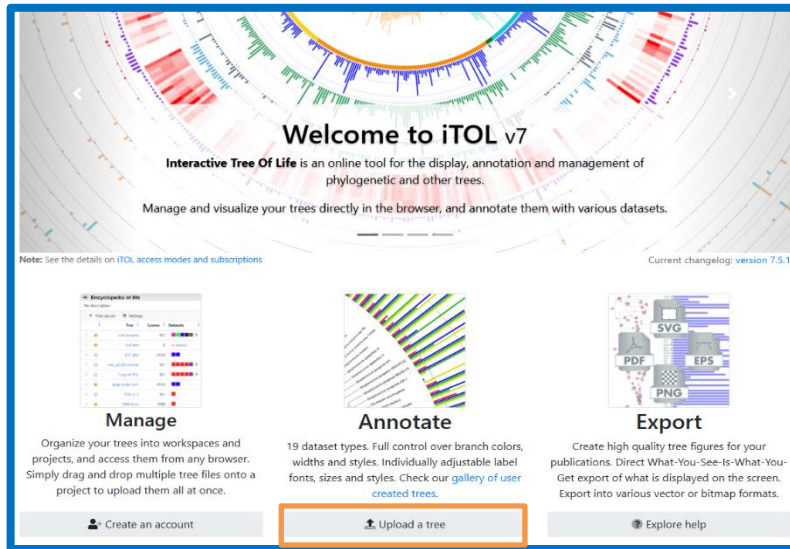 Welcome to iTOL v7
Interactive Tree Of Life is an online tool for the display, annotation and management of
phylogenetic and other trees.
Manage and visualize your trees directly in the browser, and annotate them with various datasets.
Note: See the details on iTOL access modes and subscriptions
Current changelog: version 7.5.1
Encyclopedia of life
No description
Tree upload Settings
Tree Leaves Datasets
SVG
PDF
EPS
PNG
Manage
Organize your trees into workspaces and
projects, and access them from any browser.
Simply drag and drop multiple tree files onto a
project to upload them all at once.
Create an account
Annotate
19 dataset types. Full control over branch colors,
widths and styles. Individually adjustable label
fonts, sizes and styles. Check our gallery of user
created trees.
Upload a tree
Export
Create high quality tree figures for your
publications. Direct What-You-See-Is-What-You-
Get export of what is displayed on the screen.
Export into various vector or bitmap formats.
Explore help